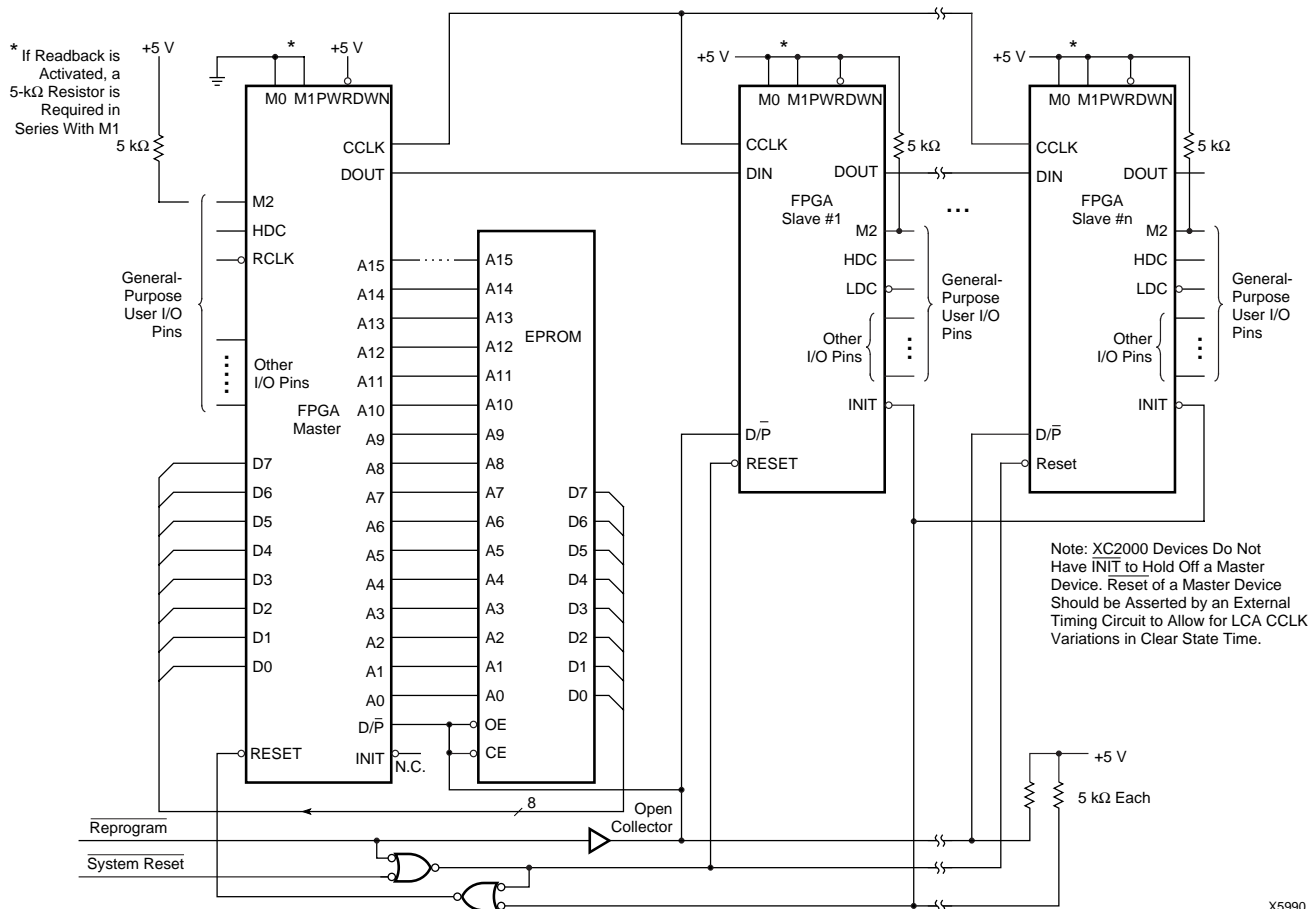 * If Readback is
Activated, a
5-kΩ Resistor is
Required in
Series With M1
+5 V
5 kΩ
*
+5 V
M0 M1 PWRDWN
CCLK
DOUT
M2
HDC
RCLK
General-
Purpose
User I/O
Pins
Other
I/O Pins
FPGA
Master
A15
A14
A13
A12
A11
A10
A9
A8
A7
A6
A5
A4
A3
A2
A1
A0
D/P̅
INIT
N.C.
D7
D6
D5
D4
D3
D2
D1
D0
RESET
A15
A14
A13
A12
A11
A10
A9
A8
A7
A6
A5
A4
A3
A2
A1
A0
OE
CE
EPROM
D7
D6
D5
D4
D3
D2
D1
D0
8
+5 V
*
M0 M1 PWRDWN
CCLK
DIN
5 kΩ
DOUT
FPGA
Slave #1
M2
HDC
LDC
Other
I/O Pins
General-
Purpose
User I/O
Pins
INIT
D/P̅
RESET
...
+5 V
*
M0 M1 PWRDWN
CCLK
DIN
5 kΩ
DOUT
FPGA
Slave #n
M2
HDC
LDC
Other
I/O Pins
General-
Purpose
User I/O
Pins
INIT
D/P̅
Reset
Note: XC2000 Devices Do Not
Have I̅N̅I̅T̅ to Hold Off a Master
Device. R̅e̅s̅e̅t̅ of a Master Device
Should be Asserted by an External
Timing Circuit to Allow for LCA CCLK
Variations in Clear State Time.
+5 V
5 kΩ Each
Open
Collector
R̅e̅p̅r̅o̅g̅r̅a̅m̅
S̅y̅s̅t̅e̅m̅ ̅R̅e̅s̅e̅t̅
X5990